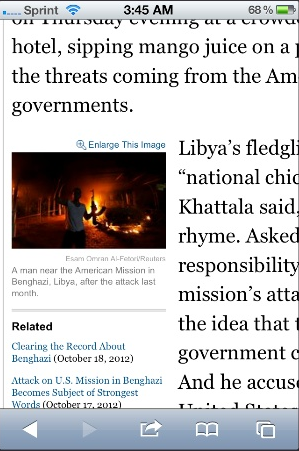 Sprint 3:45 AM 68%
on Thursday evening at a crowd
hotel, sipping mango juice on a p
the threats coming from the Am
governments.
Enlarge This Image
Esam Omran Al-Fetori/Reuters
A man near the American Mission in
Benghazi, Libya, after the attack last
month.
Related
Clearing the Record About
Benghazi (October 18, 2012)
Attack on U.S. Mission in Benghazi
Becomes Subject of Strongest
Words (October 17, 2012)
Libya's fledgli
“national chic
Khattala said,
rhyme. Asked
responsibility
mission's atta
the idea that t
government c
And he accuse
United States